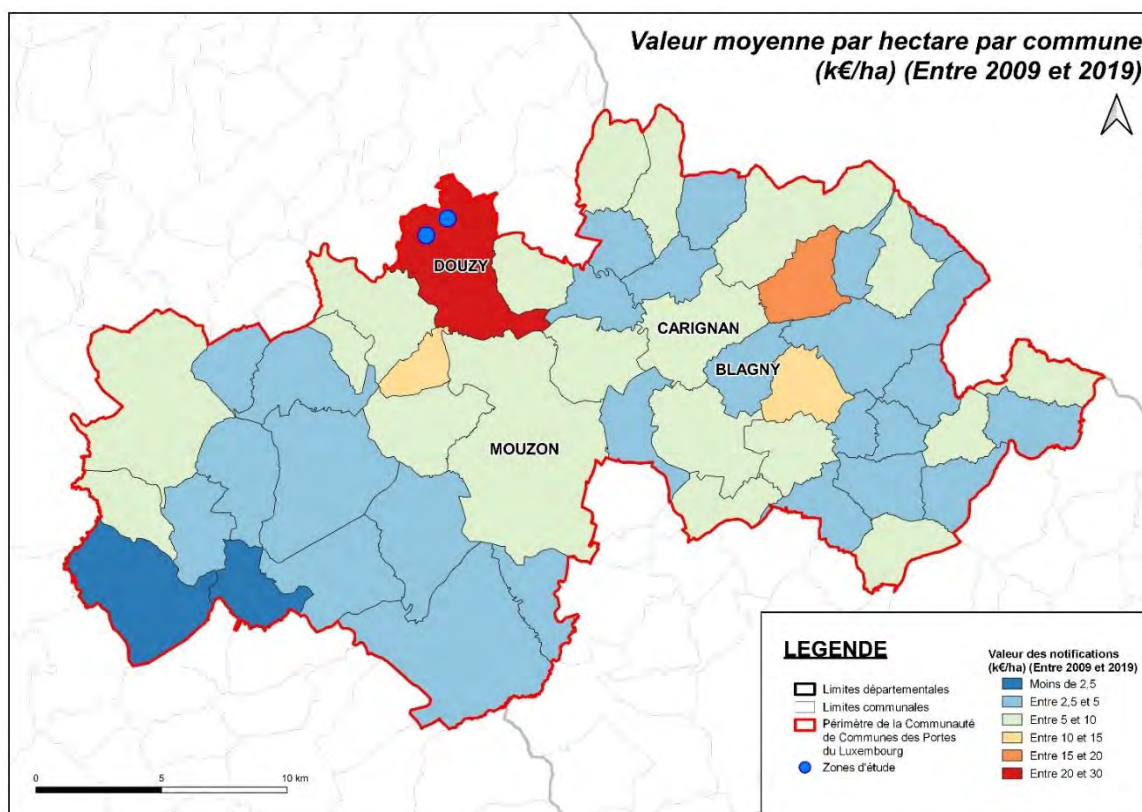 Valeur moyenne par hectare par commune
(k€/ha) (Entre 2009 et 2019)
DOUZY
CARIGNAN
BLAGNY
MOUZON
LEGENDE
Limites départementales
Limites communales
Périmètre de la Communauté
de Communes des Portes
du Luxembourg
Zones d'étude
Valeur des notifications
(k€/ha) (Entre 2009 et 2019)
Moins de 2,5
Entre 2,5 et 5
Entre 5 et 10
Entre 10 et 15
Entre 15 et 20
Entre 20 et 30
0 5 10 km